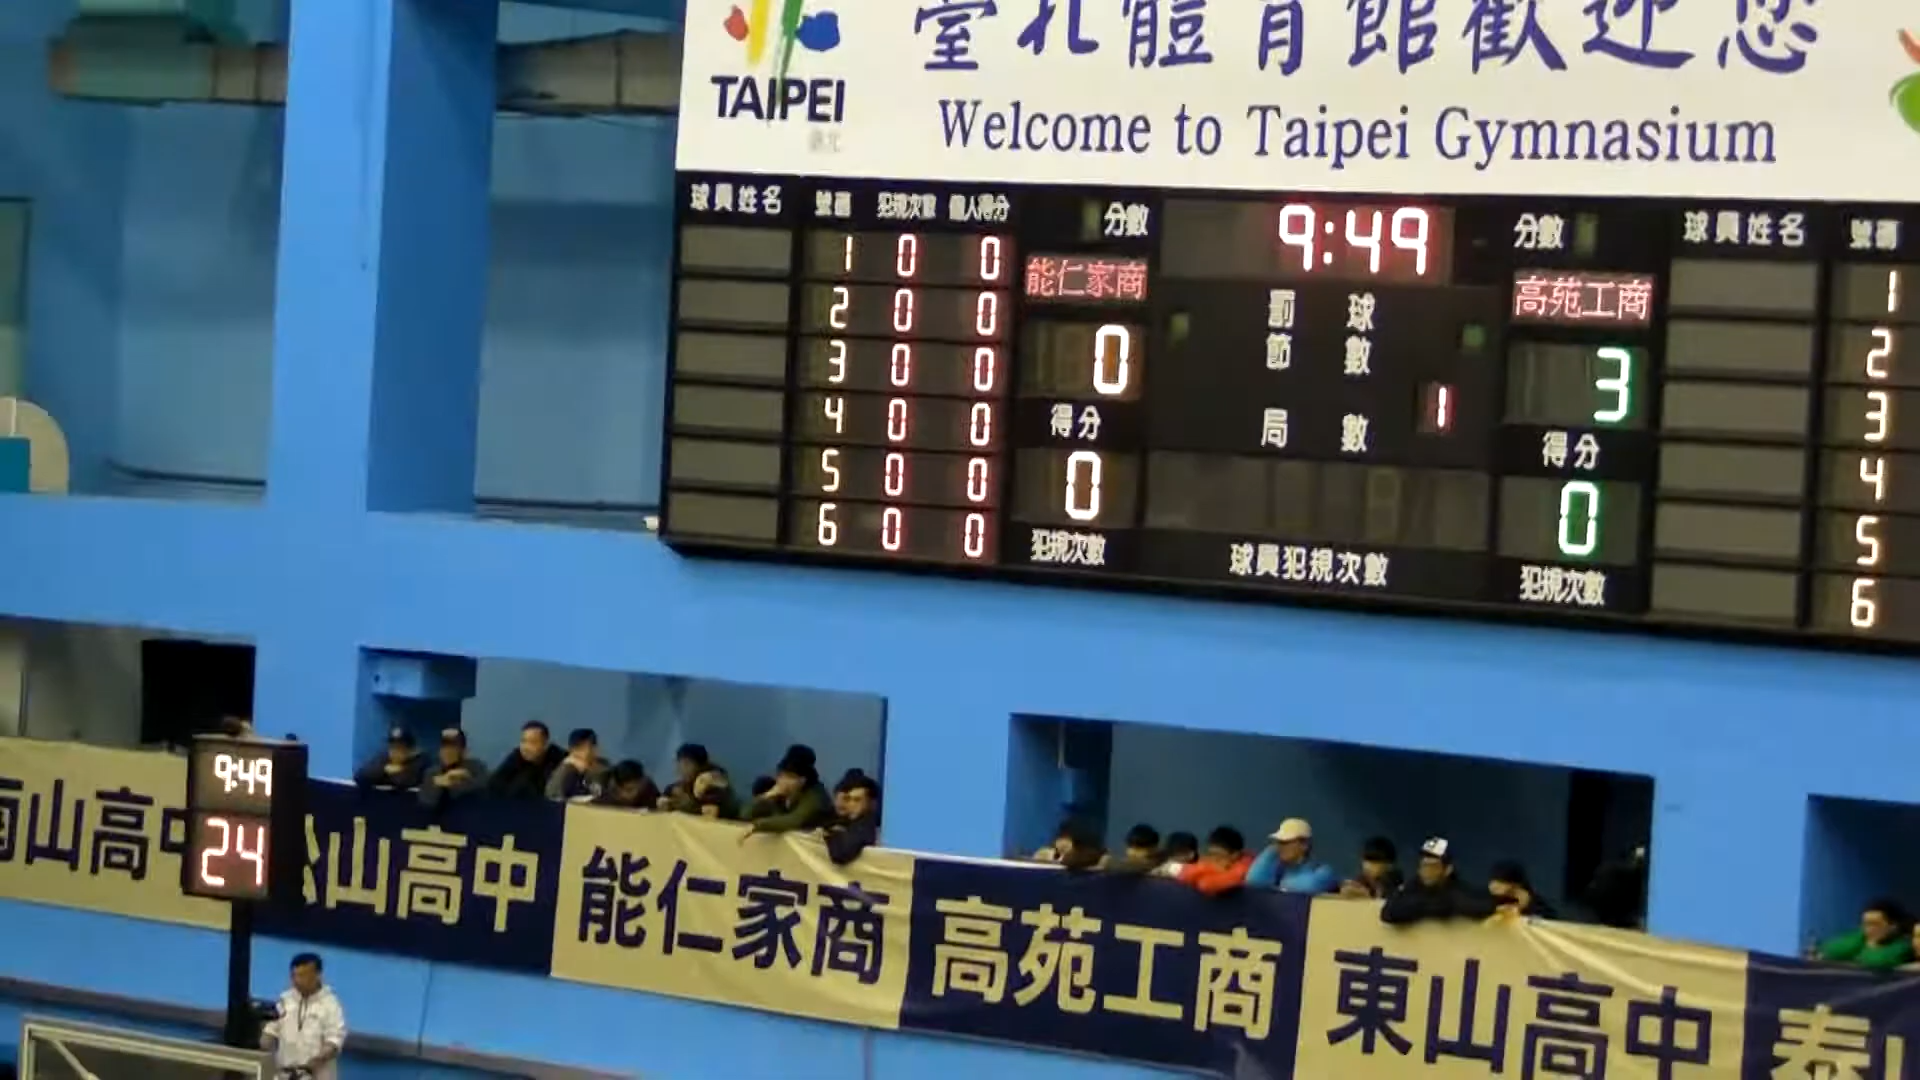 臺北體育館歡迎您
TAIPEI
臺北
Welcome to Taipei Gymnasium
球員姓名 號碼 犯規次數 個人得分 分數 9:49 分數 球員姓名 號碼
1 0 0 能仁家商 高苑工商 1
2 0 0 0 節 數 3 2
3 0 0 3
4 0 0 得分 局 數 1 得分 4
5 0 0 0 0 5
6 0 0 犯規次數 球員犯規次數 犯規次數 6
9:49
24
山高中
山高中
能仁家商
高苑工商
東山高中
泰